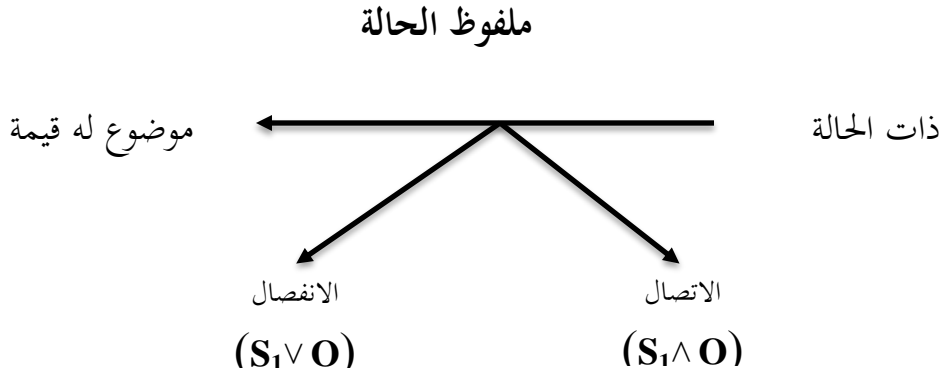 ملفوظ الحالة
ذات الحالة
موضوع له قيمة
الاتصال
الانفصال
(S₁∧ O)
(S₁∨ O)